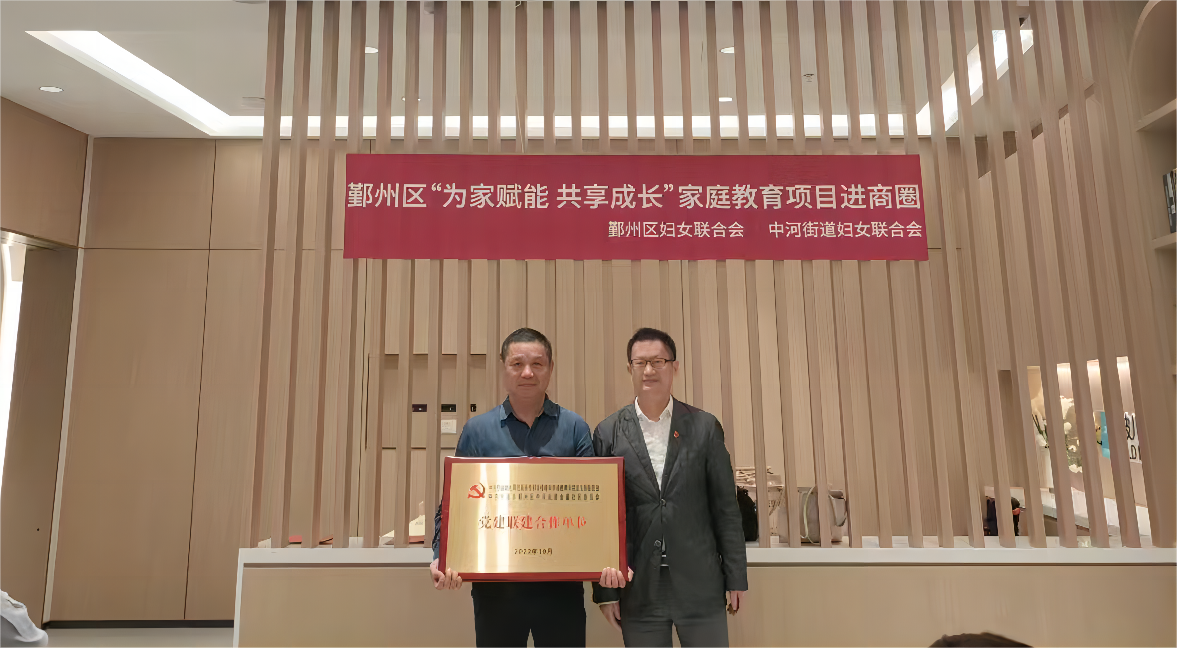 鄞州区“为家赋能 共享成长”家庭教育项目进商圈
鄞州区妇女联合会 中河街道妇女联合会
党建联建合作单位
2022年10月